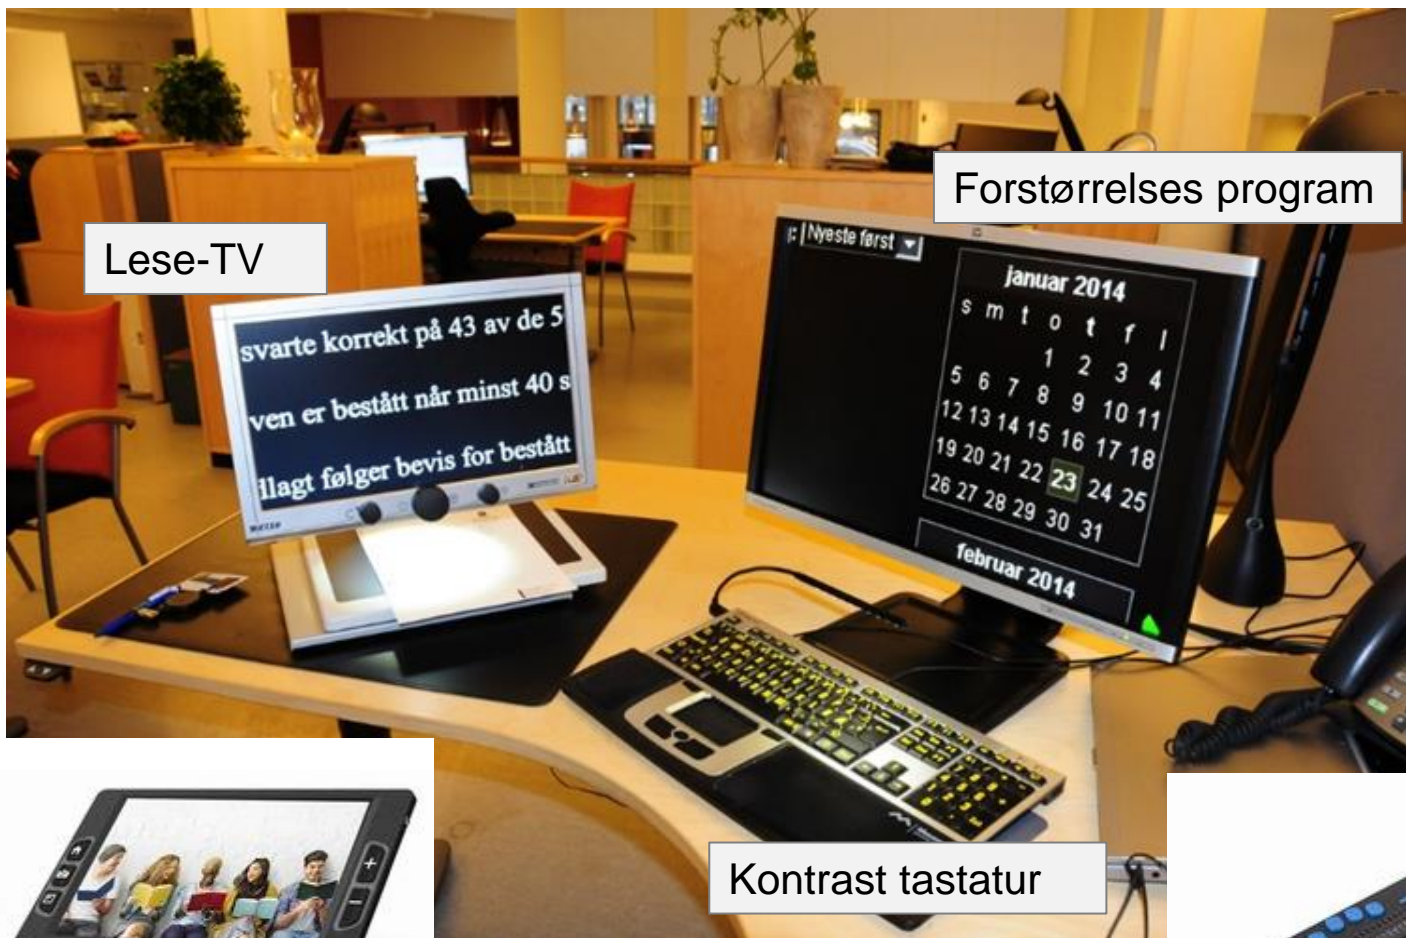 Forstørrelses program
Lese-TV
svarte korrekt på 43 av de 5
ven er bestått når minst 40 s
llagt følger bevis for bestått
Nyeste først
januar 2014
s m t o t f l
1 2 3 4
5 6 7 8 9 10 11
12 13 14 15 16 17 18
19 20 21 22 23 24 25
26 27 28 29 30 31
februar 2014
Kontrast tastatur